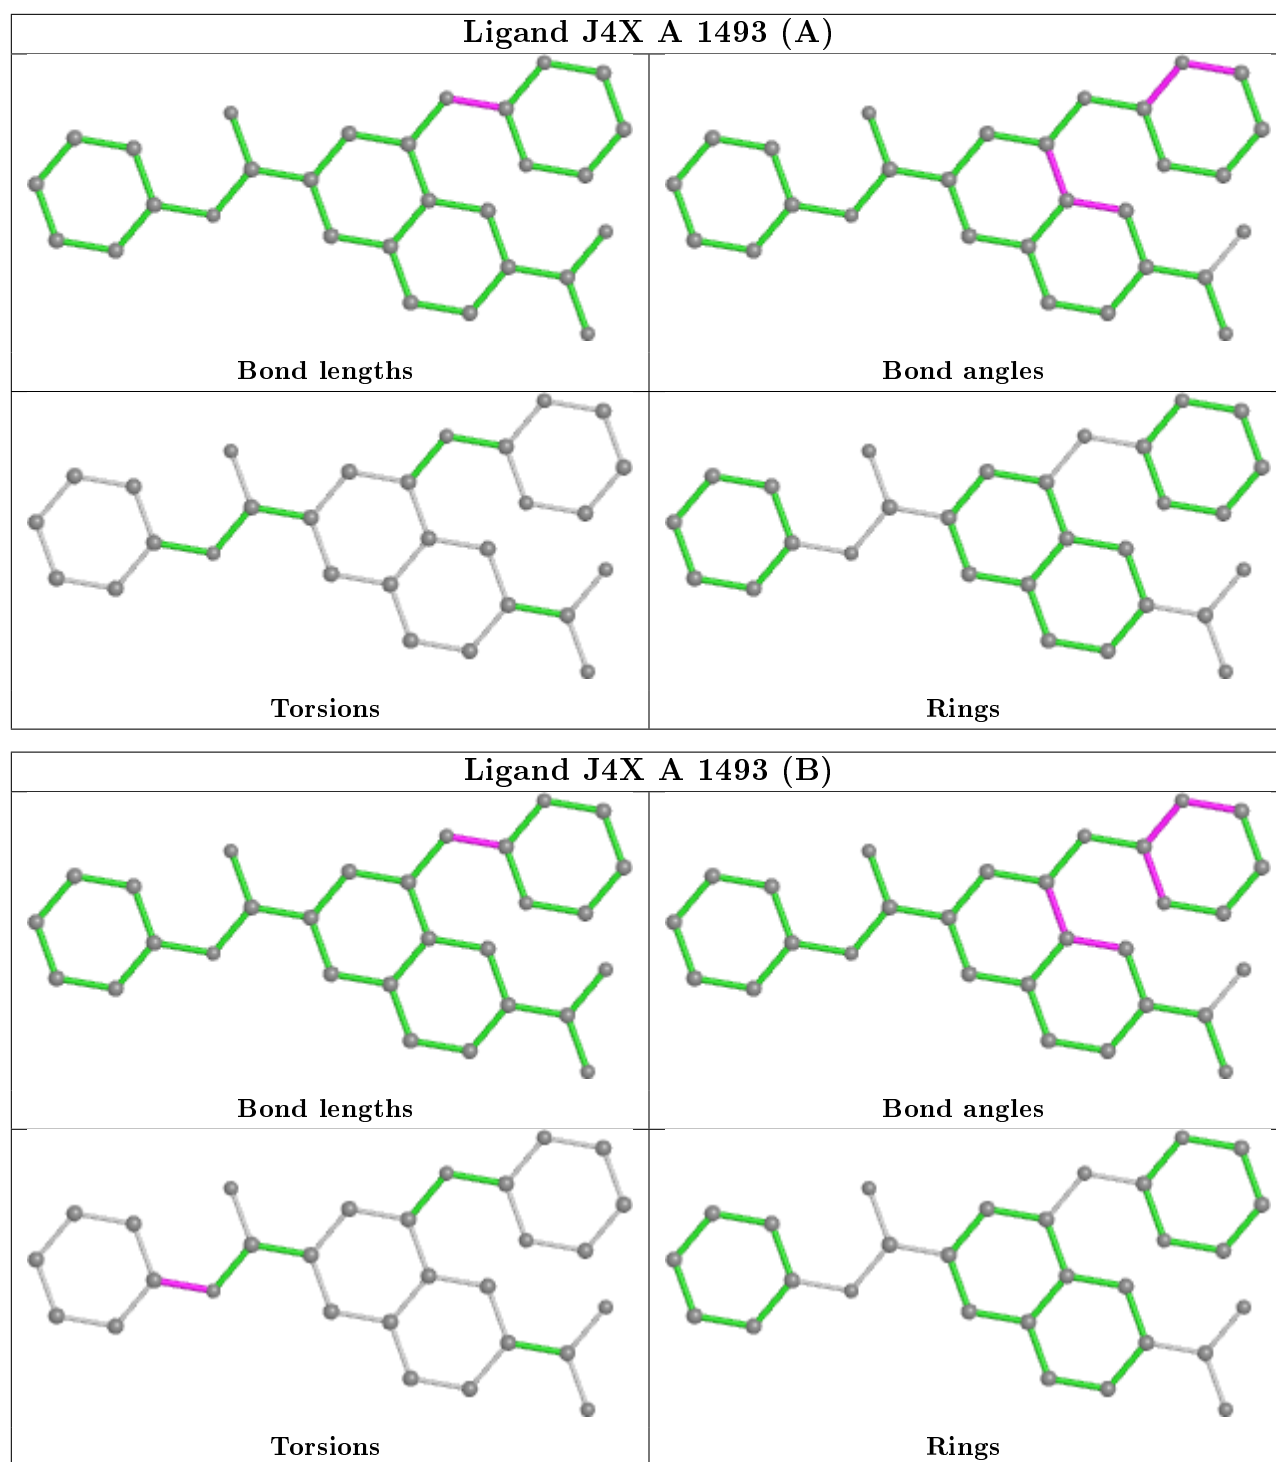 Ligand J4X A 1493 (A)
Bond lengths
Bond angles
Torsions
Rings
Ligand J4X A 1493 (B)
Bond lengths
Bond angles
Torsions
Rings